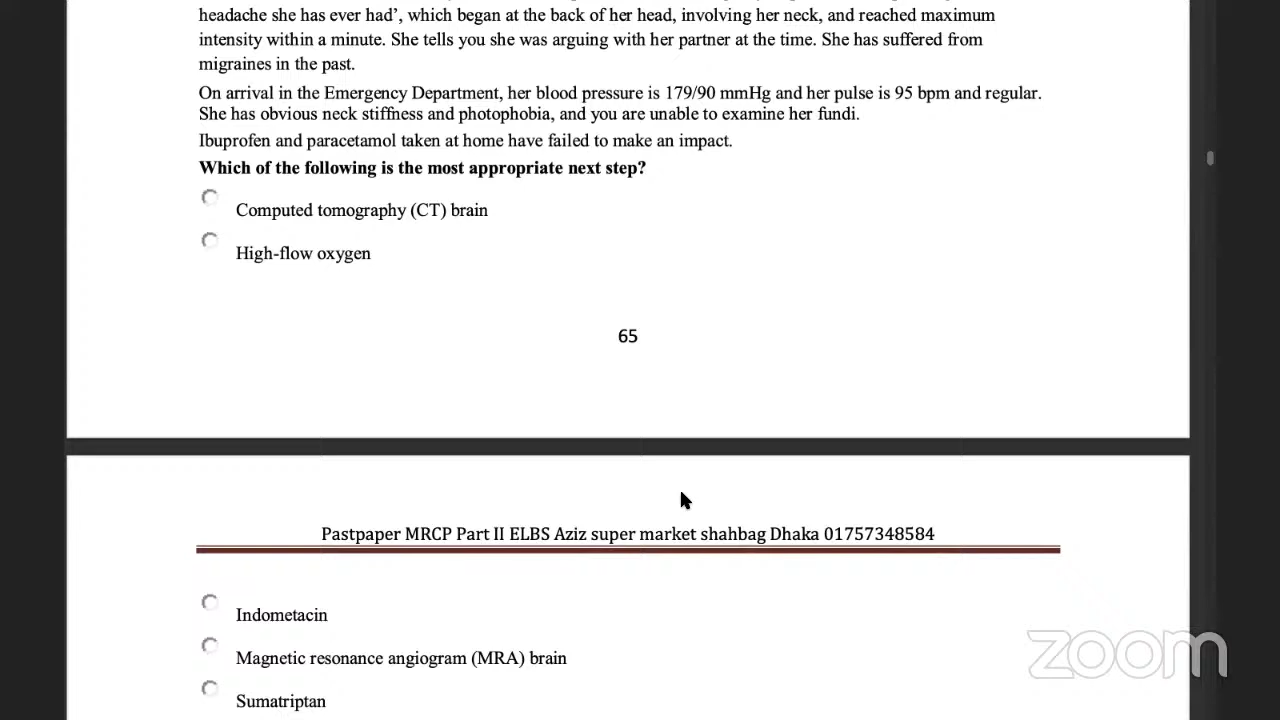 headache she has ever had’, which began at the back of her head, involving her neck, and reached maximum
intensity within a minute. She tells you she was arguing with her partner at the time. She has suffered from
migraines in the past.
On arrival in the Emergency Department, her blood pressure is 179/90 mmHg and her pulse is 95 bpm and regular.
She has obvious neck stiffness and photophobia, and you are unable to examine her fundi.
Ibuprofen and paracetamol taken at home have failed to make an impact.
Which of the following is the most appropriate next step?
Computed tomography (CT) brain
High-flow oxygen
65
Pastpaper MRCP Part II ELBS Aziz super market shahbag Dhaka 01757348584
Indometacin
Magnetic resonance angiogram (MRA) brain
Sumatriptan
zoom